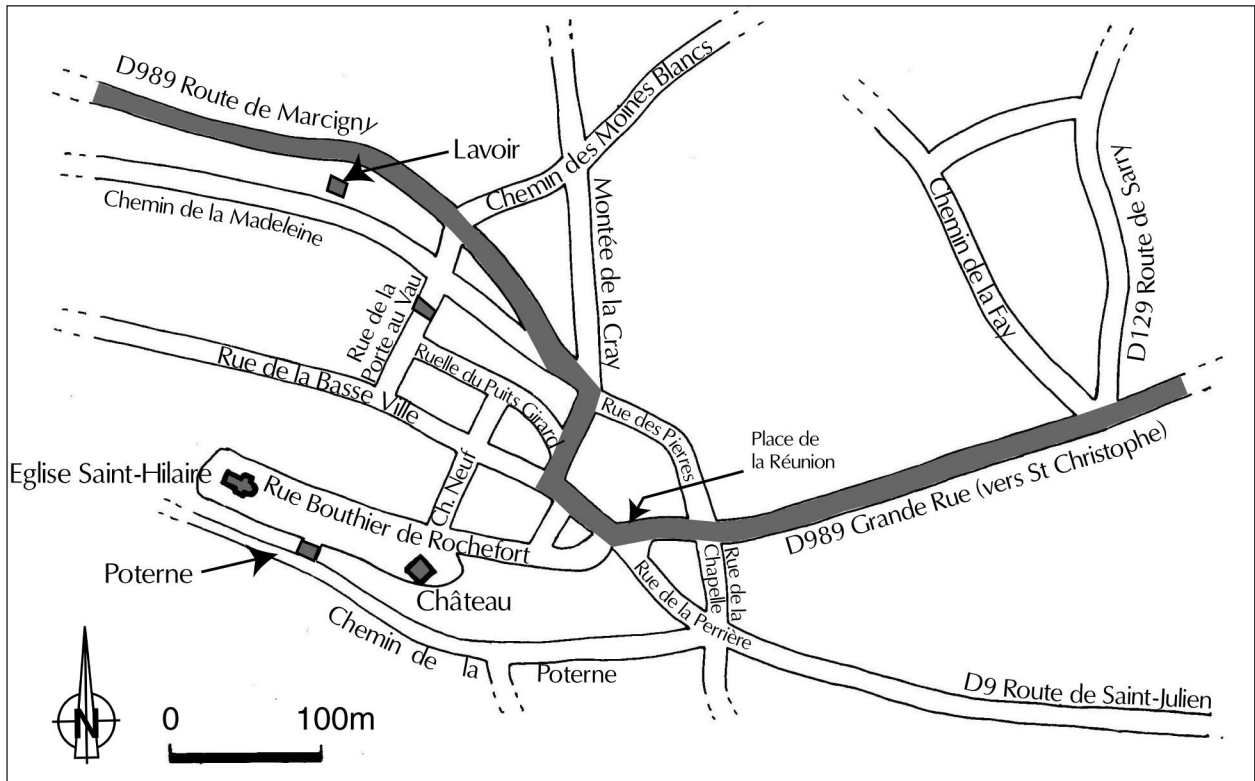 D989 Route de Marcigny
Lavoir
Chemin des Moines Blancs
Chemin de la Madeleine
Montée de la Cray
Chemin de la Fay
D129 Route de Sarry
Rue de la
Porte au Vau
Rue de la Basse Ville
Ruelle du Puits Girard
Rue des Pierres
Place de
la Réunion
D989 Grande Rue (vers St Christophe)
Eglise Saint-Hilaire
Rue Bouthier de Rochefort
Ch. Neuf
Poterne
Château
Rue de la
Chapelle
Rue de la Perrière
Chemin de la
Poterne
D9 Route de Saint-Julien
N
0 100m